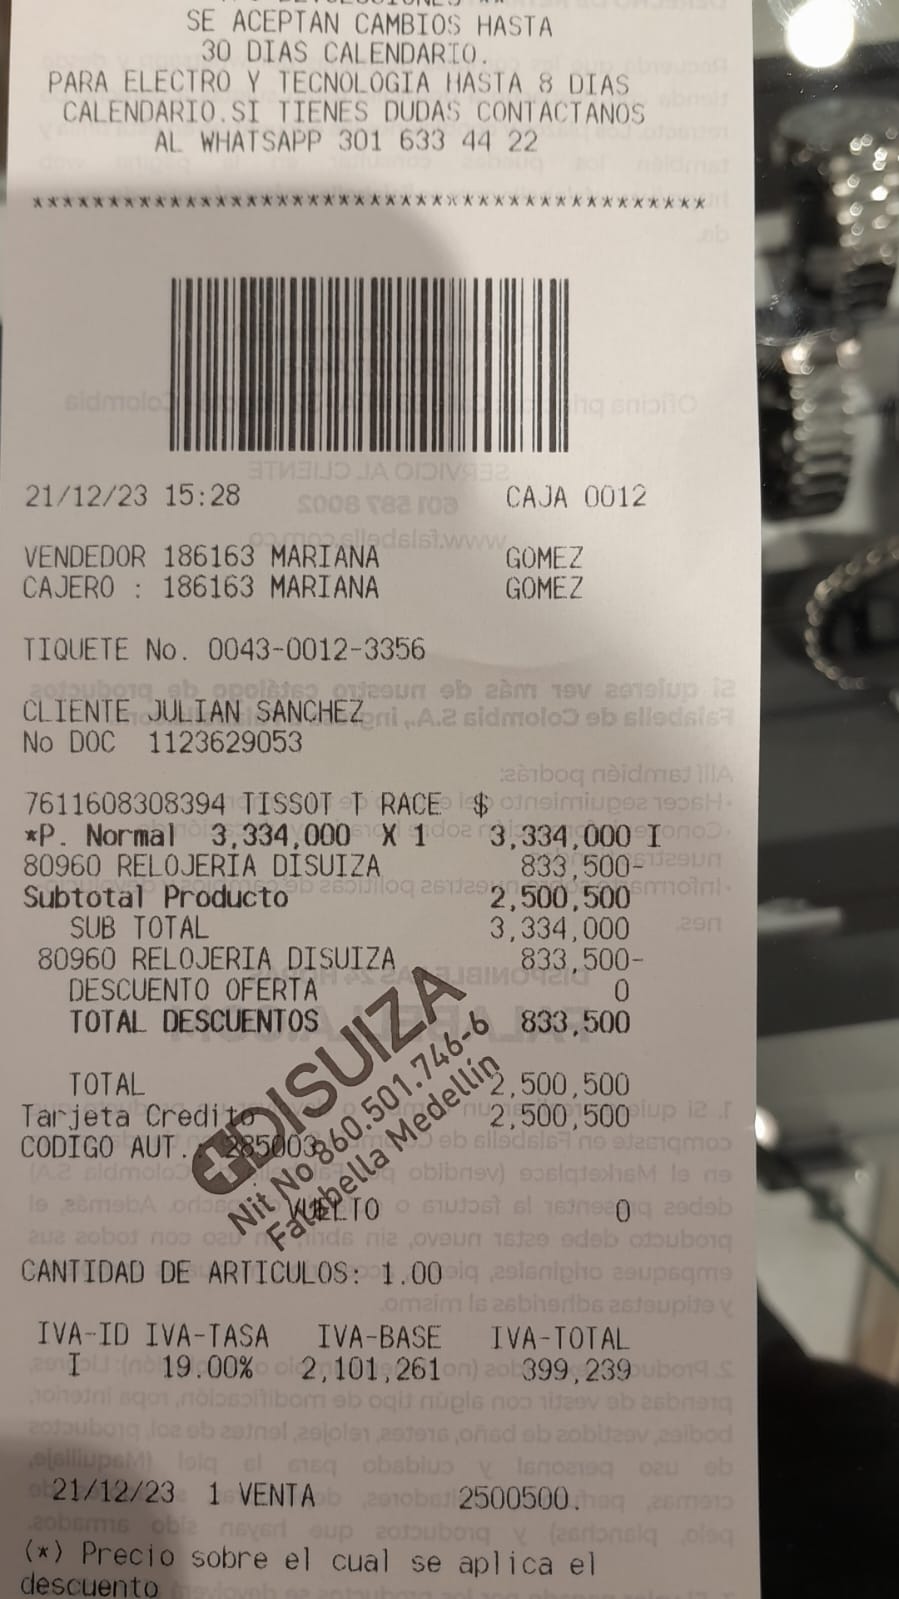 SE ACEPTAN CAMBIOS HASTA
30 DIAS CALENDARIO.
PARA ELECTRO Y TECNOLOGIA HASTA 8 DIAS
CALENDARIO.SI TIENES DUDAS CONTACTANOS
AL WHATSAPP 301 633 44 22
*********************************************
21/12/23 15:28 CAJA 0012
VENDEDOR 186163 MARIANA GOMEZ
CAJERO : 186163 MARIANA GOMEZ
TIQUETE No. 0043-0012-3356
CLIENTE JULIAN SANCHEZ
No DOC 1123629053
7611608308394 TISSOT T RACE $
*P. Normal 3,334,000 X 1 3,334,000 I
80960 RELOJERIA DISUIZA 833,500-
Subtotal Producto 2,500,500
SUB TOTAL 3,334,000
80960 RELOJERIA DISUIZA 833,500-
DESCUENTO OFERTA 0
TOTAL DESCUENTOS 833,500
TOTAL 2,500,500
Tarjeta Credito 2,500,500
CODIGO AUT.: 285003
VUELTO 0
DISUIZA
Nit No 860.501.746-6
Falabella Medellín
CANTIDAD DE ARTICULOS: 1.00
IVA-ID IVA-TASA IVA-BASE IVA-TOTAL
I 19.00% 2,101,261 399,239
21/12/23 1 VENTA 2500500.
(*) Precio sobre el cual se aplica el
descuento